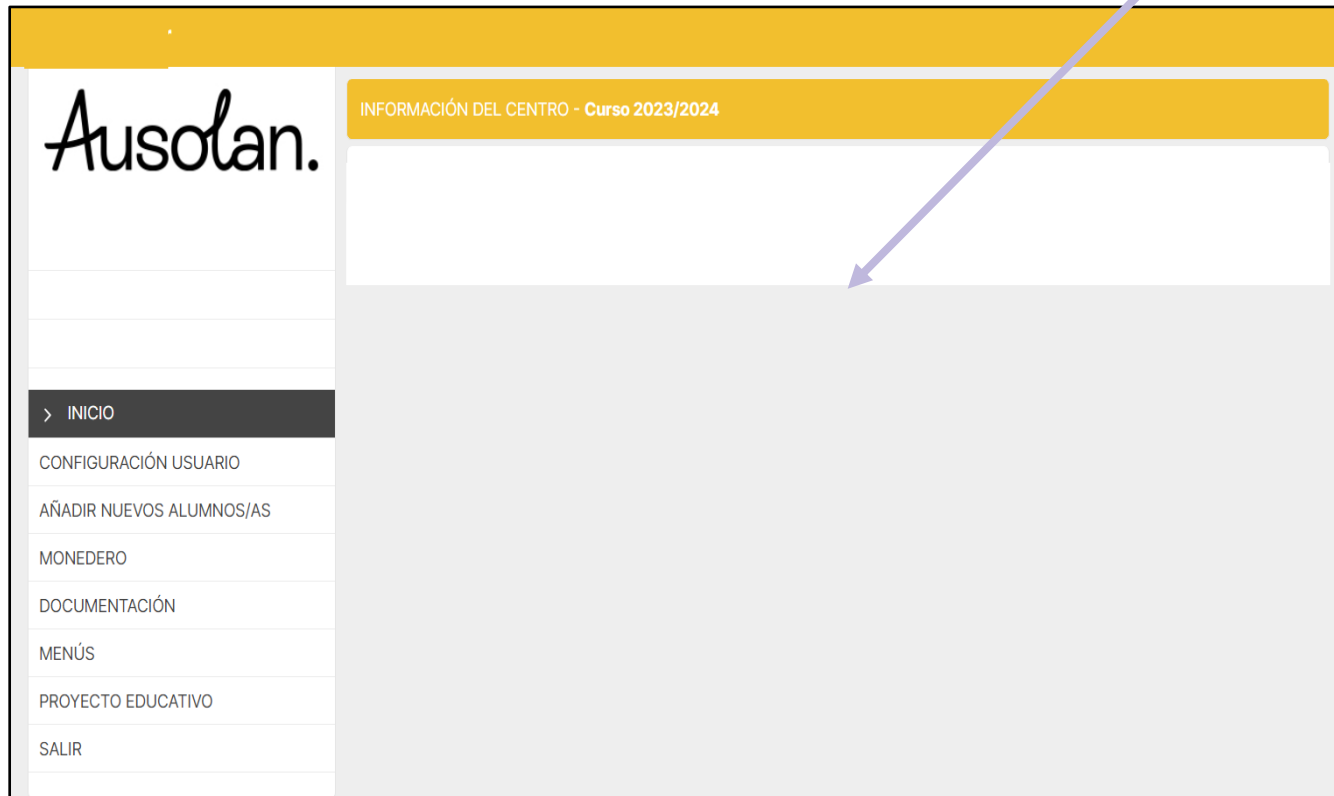 Ausolan.
INFORMACIÓN DEL CENTRO - Curso 2023/2024
INICIO
CONFIGURACIÓN USUARIO
AÑADIR NUEVOS ALUMNOS/AS
MONEDERO
DOCUMENTACIÓN
MENÚS
PROYECTO EDUCATIVO
SALIR